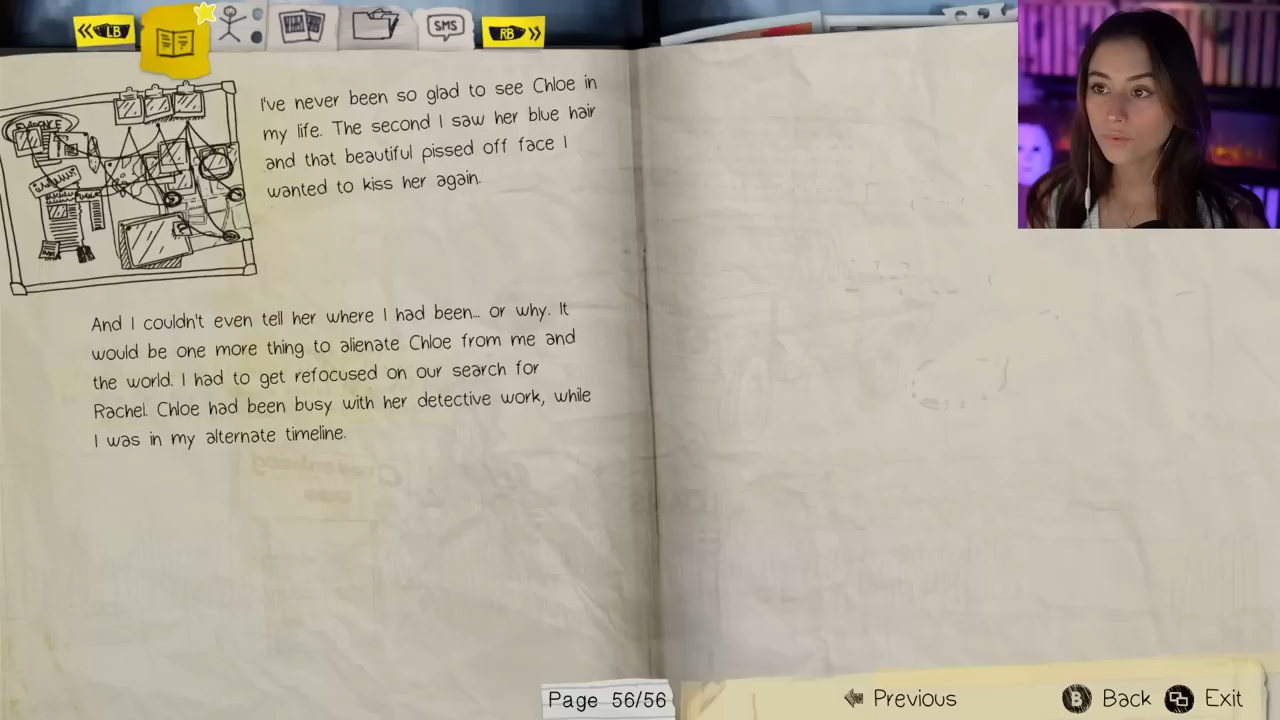 LB
SMS
RB
I've never been so glad to see Chloe in
my life. The second I saw her blue hair
and that beautiful pissed off face I
wanted to kiss her again.
And I couldn't even tell her where I had been... or why. It
would be one more thing to alienate Chloe from me and
the world. I had to get refocused on our search for
Rachel. Chloe had been busy with her detective work, while
I was in my alternate timeline.
Page 56/56
Previous
B Back
Exit